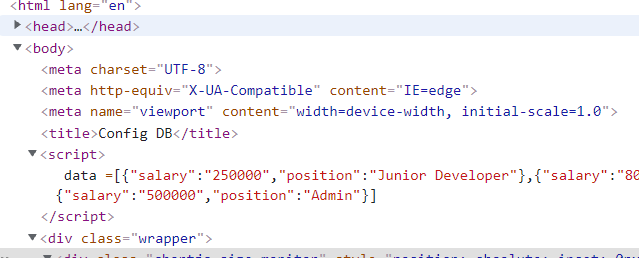 <html lang="en">
<head>…</head>
<body>
<meta charset="UTF-8">
<meta http-equiv="X-UA-Compatible" content="IE=edge">
<meta name="viewport" content="width=device-width, initial-scale=1.0">
<title>Config DB</title>
<script>
data =[{"salary":"250000","position":"Junior Developer"},{"salary":"80
{"salary":"500000","position":"Admin"}]
</script>
<div class="wrapper">